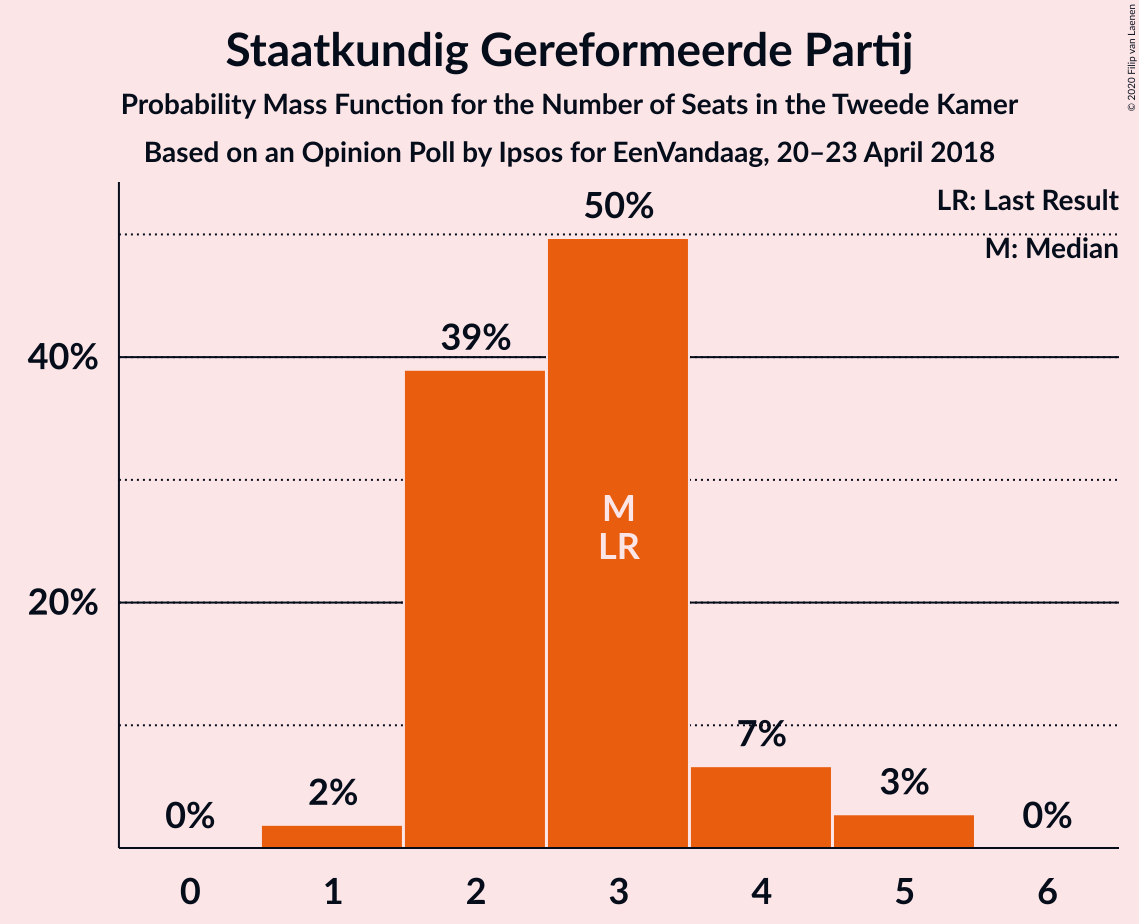 Staatkundig Gereformeerde Partij
Probability Mass Function for the Number of Seats in the Tweede Kamer
Based on an Opinion Poll by Ipsos for EenVandaag, 20–23 April 2018
© 2020 Filip van Laenen
LR: Last Result
M: Median
50%
39%
40%
M
LR
20%
7%
3%
2%
0%
0%
0 1 2 3 4 5 6